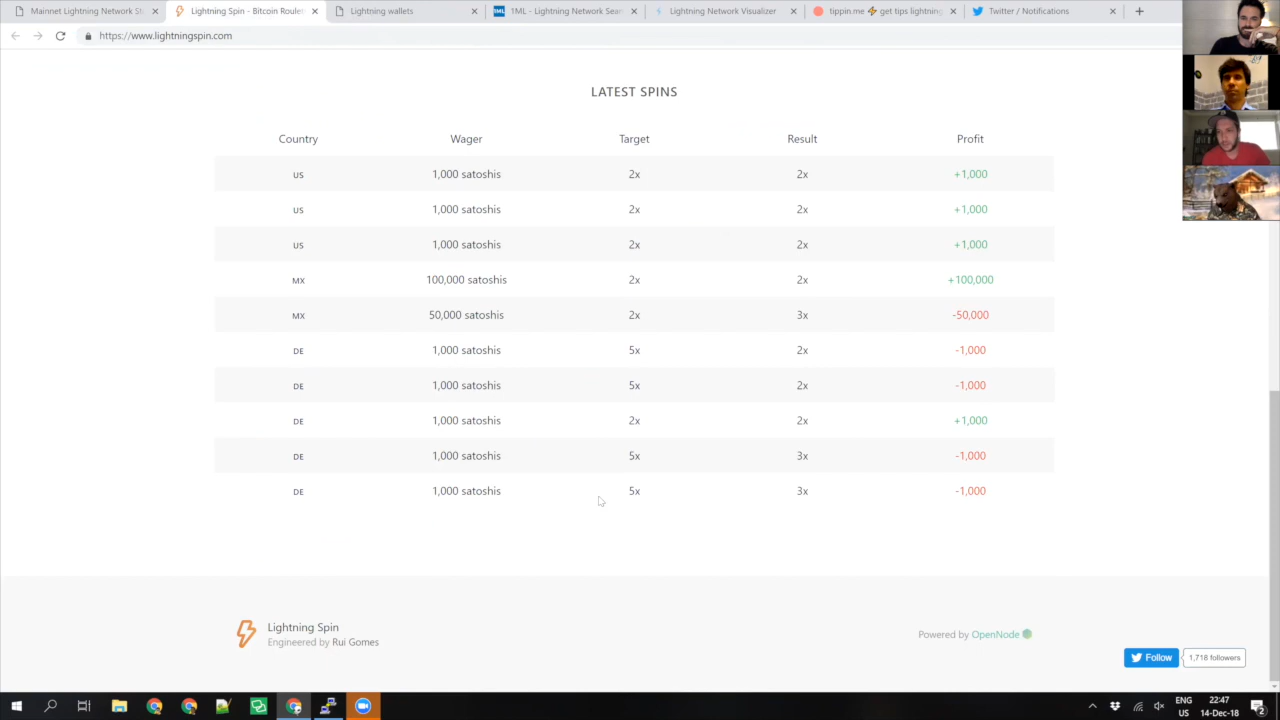 Mainnet Lightning Network St
Lightning Spin - Bitcoin Roulet
Lightning wallets
1ML
1ML - Lightning Network Sear
Lightning Network Visualizer
tippin.me ⚡ get tips lightning
Twitter / Notifications
https://www.lightningspin.com
LATEST SPINS
Country Wager Target Result Profit
US 1,000 satoshis 2x 2x +1,000
US 1,000 satoshis 2x 2x +1,000
US 1,000 satoshis 2x 2x +1,000
MX 100,000 satoshis 2x 2x +100,000
MX 50,000 satoshis 2x 3x -50,000
DE 1,000 satoshis 5x 2x -1,000
DE 1,000 satoshis 5x 2x -1,000
DE 1,000 satoshis 2x 2x +1,000
DE 1,000 satoshis 5x 3x -1,000
DE 1,000 satoshis 5x 3x -1,000
Lightning Spin
Engineered by Rui Gomes
Powered by OpenNode
Follow 1,718 followers
ENG
US
22:47
14-Dec-18
2